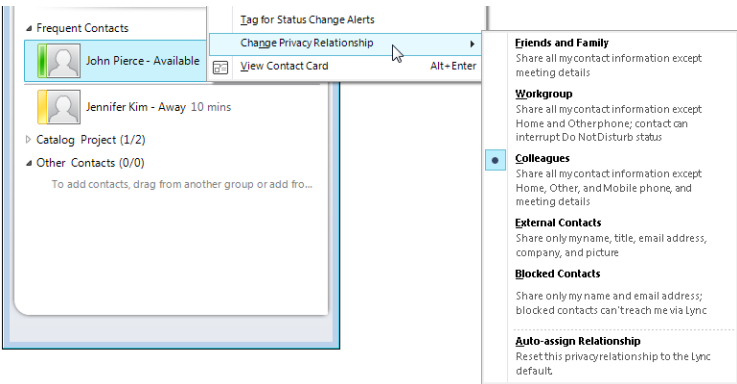 Tag for Status Change Alerts
Frequent Contacts
Change Privacy Relationship
John Pierce - Available
View Contact Card Alt+Enter
Jennifer Kim - Away 10 mins
Catalog Project (1/2)
Other Contacts (0/0)
To add contacts, drag from another group or add fro...
Friends and Family
Share all my contact information except
meeting details
Workgroup
Share all my contact information except
Home and Other phone; contact can
interrupt Do Not Disturb status
Colleagues
Share all my contact information except
Home, Other, and Mobile phone, and
meeting details
External Contacts
Share only my name, title, email address,
company, and picture
Blocked Contacts
Share only my name and email address;
blocked contacts can't reach me via Lync
Auto-assign Relationship
Reset this privacy relationship to the Lync
default.